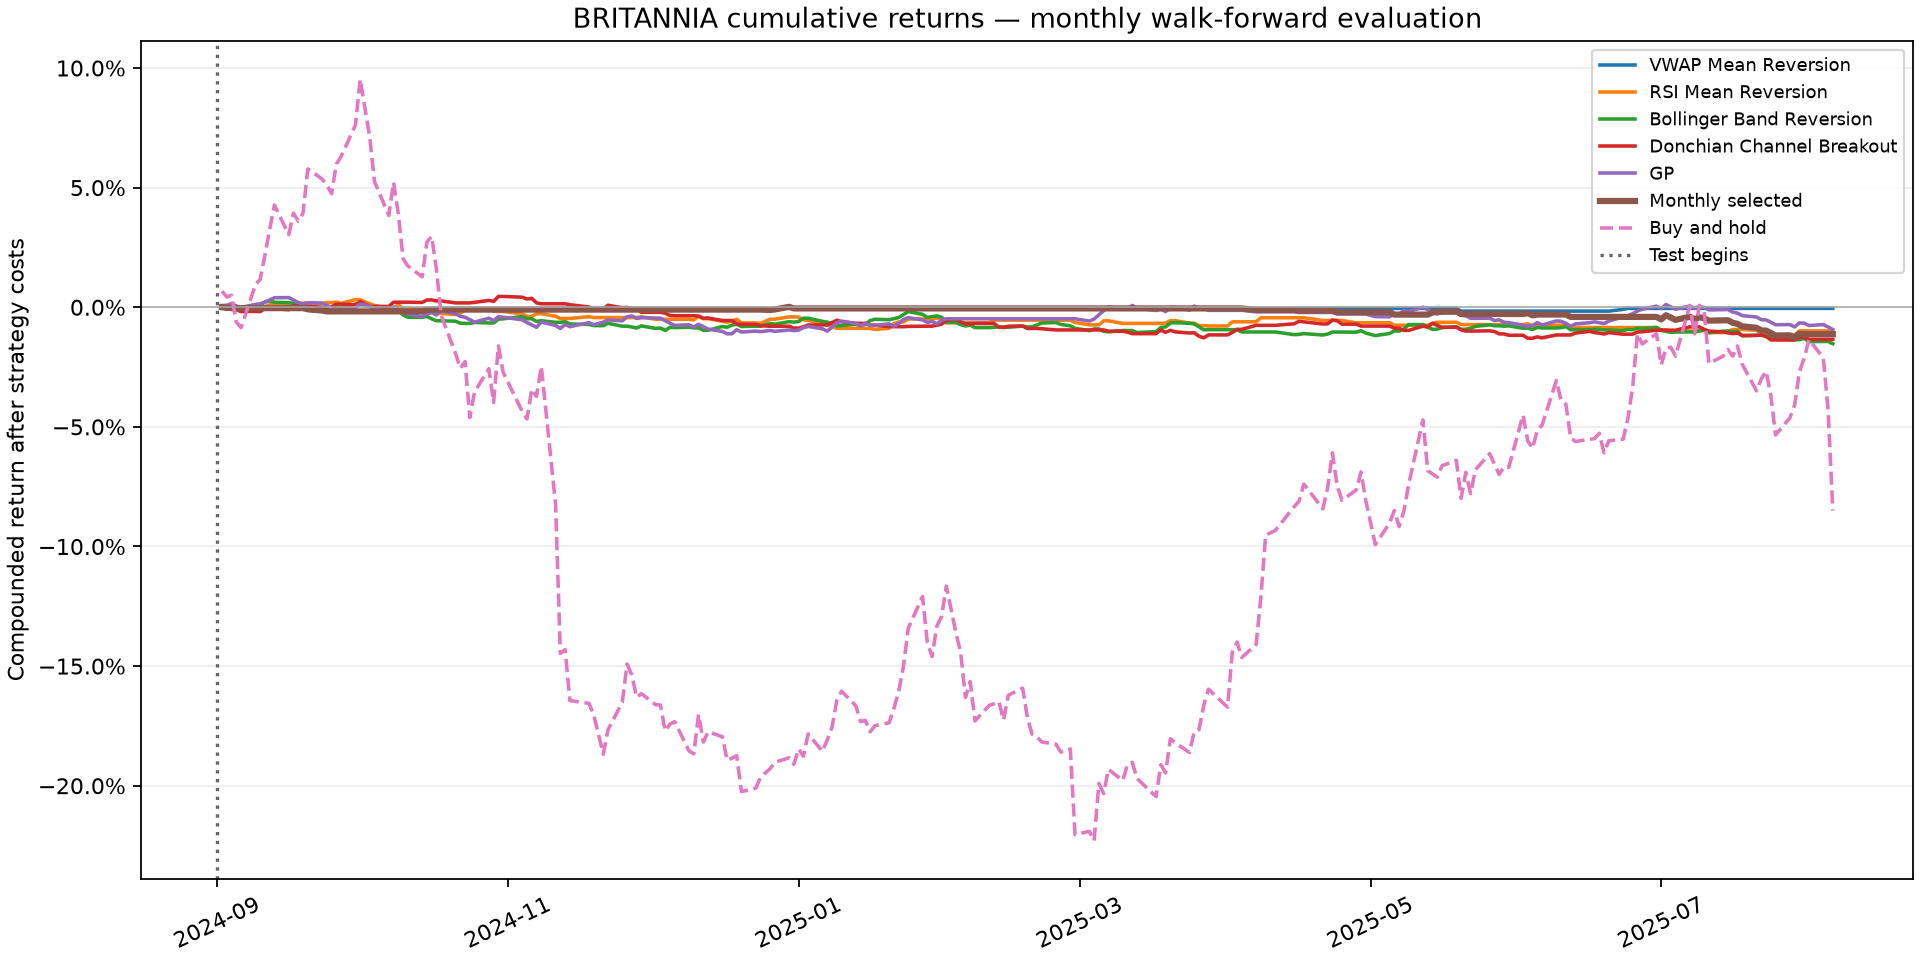 BRITANNIA cumulative returns — monthly walk-forward evaluation
Compounded return after strategy costs
10.0%
5.0%
0.0%
−5.0%
−10.0%
−15.0%
−20.0%
VWAP Mean Reversion
RSI Mean Reversion
Bollinger Band Reversion
Donchian Channel Breakout
GP
Monthly selected
Buy and hold
Test begins
2024-09
2024-11
2025-01
2025-03
2025-05
2025-07